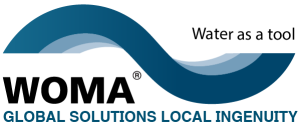 Water as a tool
WOMA®
GLOBAL SOLUTIONS LOCAL INGENUITY